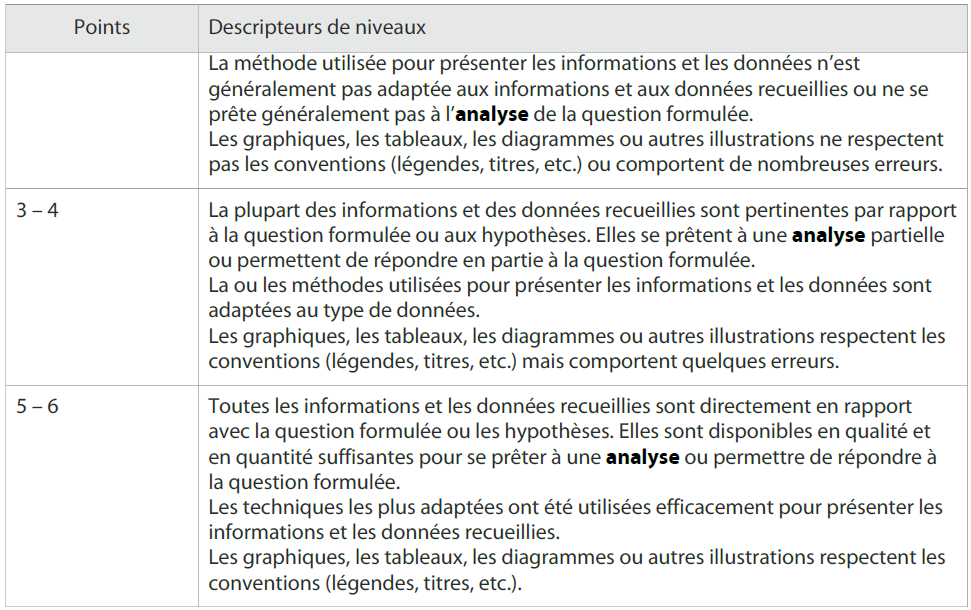 Points Descripteurs de niveaux
La méthode utilisée pour présenter les informations et les données n’est
généralement pas adaptée aux informations et aux données recueillies ou ne se
prête généralement pas à l’analyse de la question formulée.
Les graphiques, les tableaux, les diagrammes ou autres illustrations ne respectent
pas les conventions (légendes, titres, etc.) ou comportent de nombreuses erreurs.
3 – 4 La plupart des informations et des données recueillies sont pertinentes par rapport
à la question formulée ou aux hypothèses. Elles se prêtent à une analyse partielle
ou permettent de répondre en partie à la question formulée.
La ou les méthodes utilisées pour présenter les informations et les données sont
adaptées au type de données.
Les graphiques, les tableaux, les diagrammes ou autres illustrations respectent les
conventions (légendes, titres, etc.) mais comportent quelques erreurs.
5 – 6 Toutes les informations et les données recueillies sont directement en rapport
avec la question formulée ou les hypothèses. Elles sont disponibles en qualité et
en quantité suffisantes pour se prêter à une analyse ou permettre de répondre à
la question formulée.
Les techniques les plus adaptées ont été utilisées efficacement pour présenter les
informations et les données recueillies.
Les graphiques, les tableaux, les diagrammes ou autres illustrations respectent les
conventions (légendes, titres, etc.).